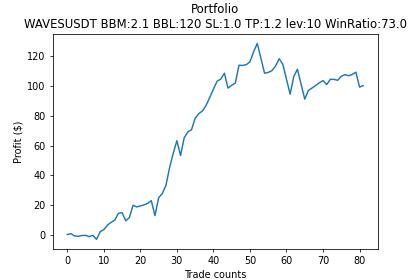 Portfolio
WAVESUSDT BBM:2.1 BBL:120 SL:1.0 TP:1.2 lev:10 WinRatio:73.0
120
100
80
60
40
20
0
Profit ($)
0 10 20 30 40 50 60 70 80
Trade counts